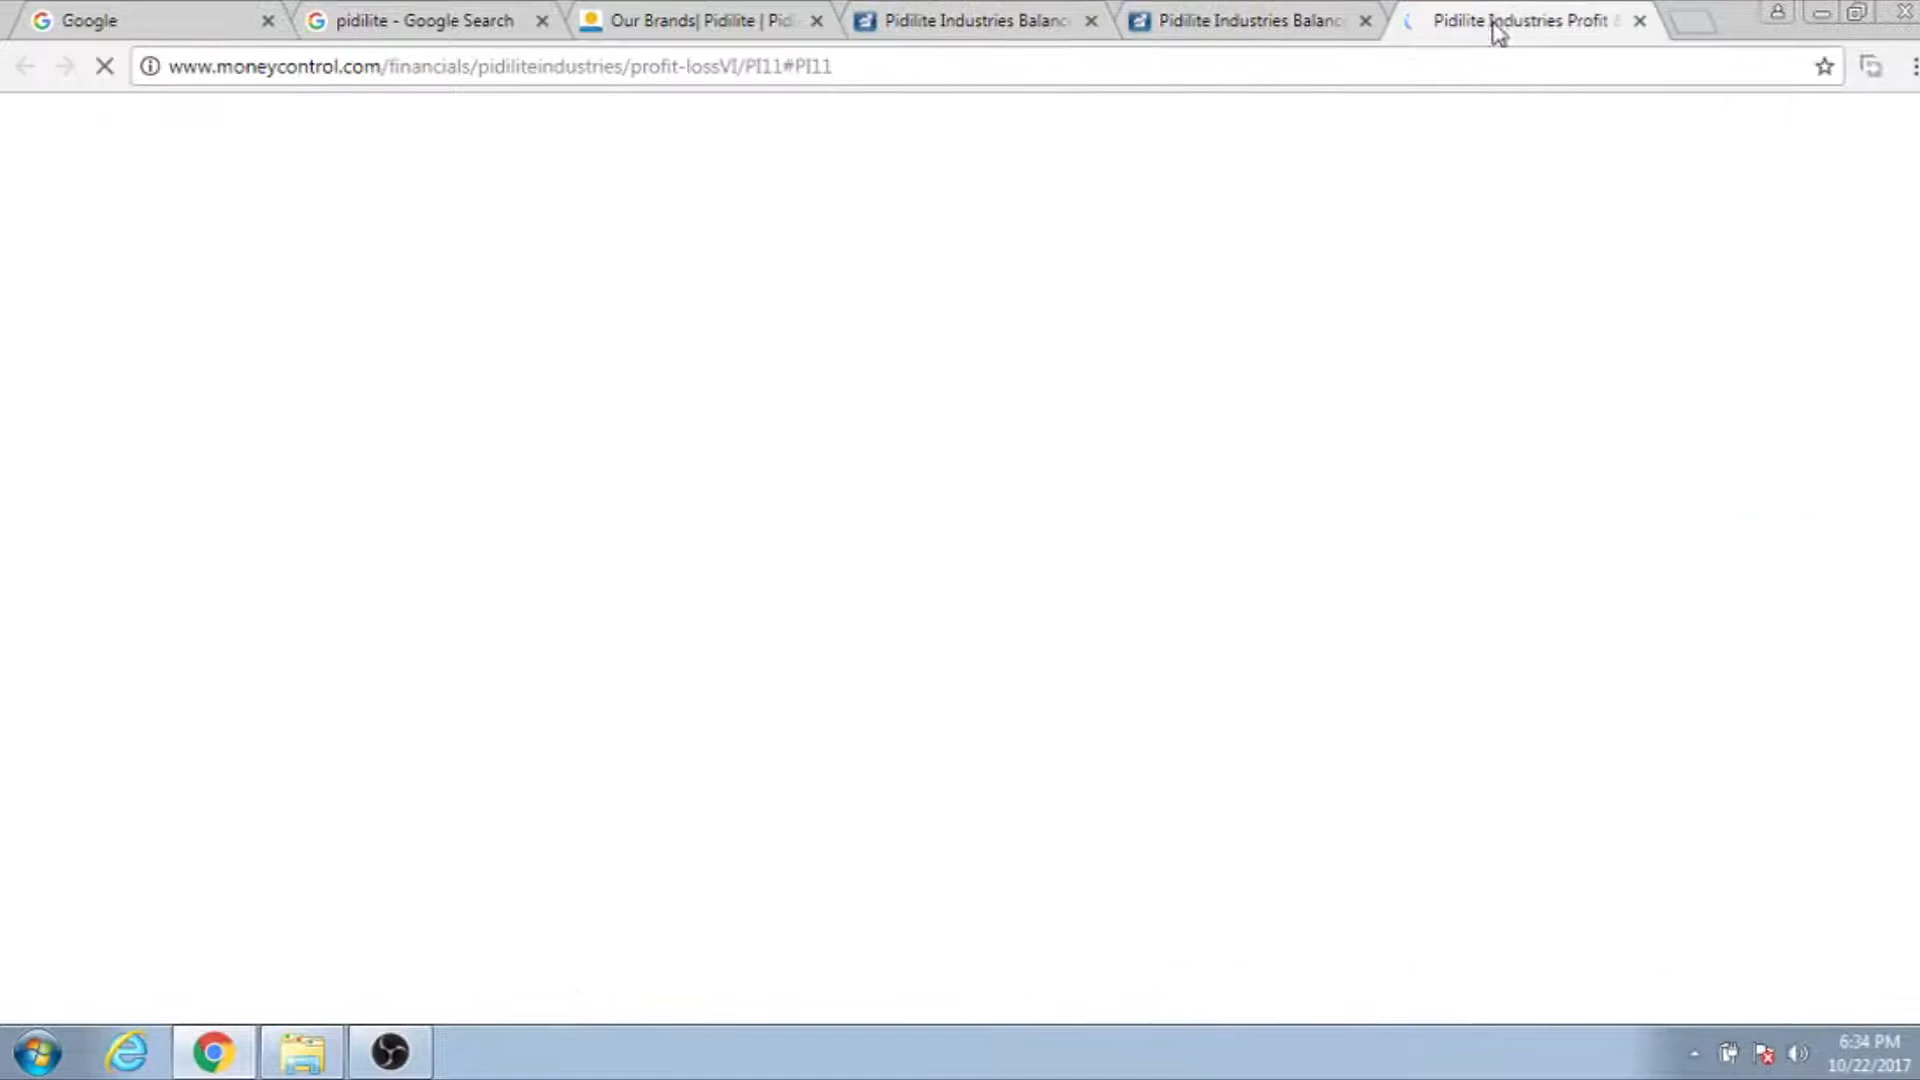 Google
pidilite - Google Search
Our Brands| Pidilite | Pid
Pidilite Industries Balanc
Pidilite Industries Balanc
Pidilite Industries Profit
www.moneycontrol.com/financials/pidiliteindustries/profit-lossVI/PI11#PI11
6:34 PM
10/22/2017